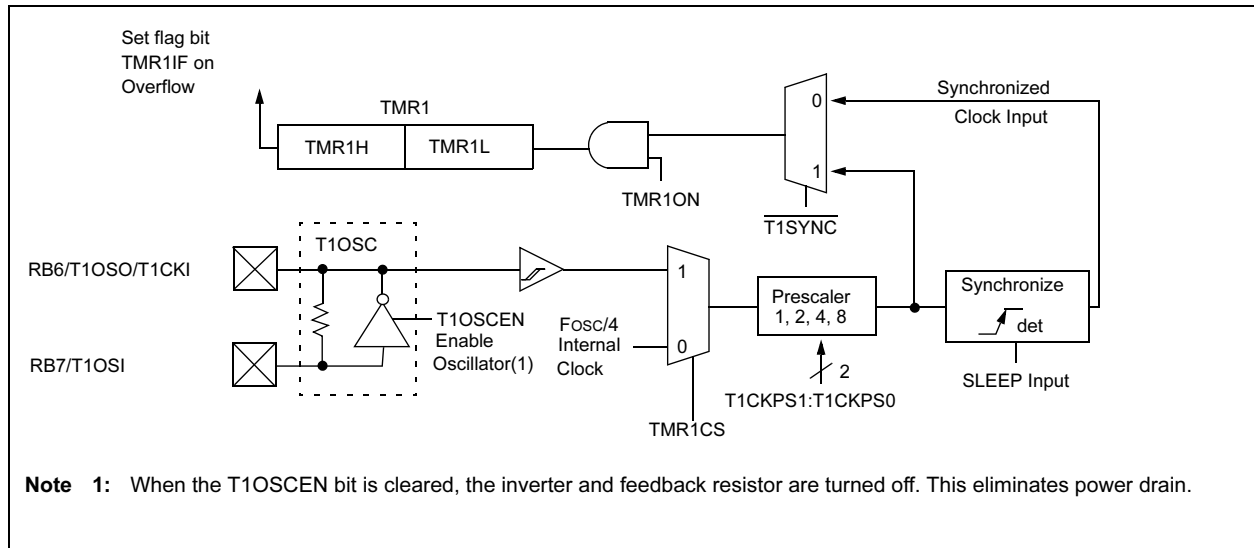 Set flag bit
TMR1IF on
Overflow
TMR1
TMR1H
TMR1L
TMR1ON
0
1
T1SYNC
Synchronized
Clock Input
T1OSC
RB6/T1OSO/T1CKI
RB7/T1OSI
T1OSCEN
Enable
Oscillator(1)
FOSC/4
Internal
Clock
1
0
TMR1CS
Prescaler
1, 2, 4, 8
2
T1CKPS1:T1CKPS0
Synchronize
det
SLEEP Input
Note 1: When the T1OSCEN bit is cleared, the inverter and feedback resistor are turned off. This eliminates power drain.